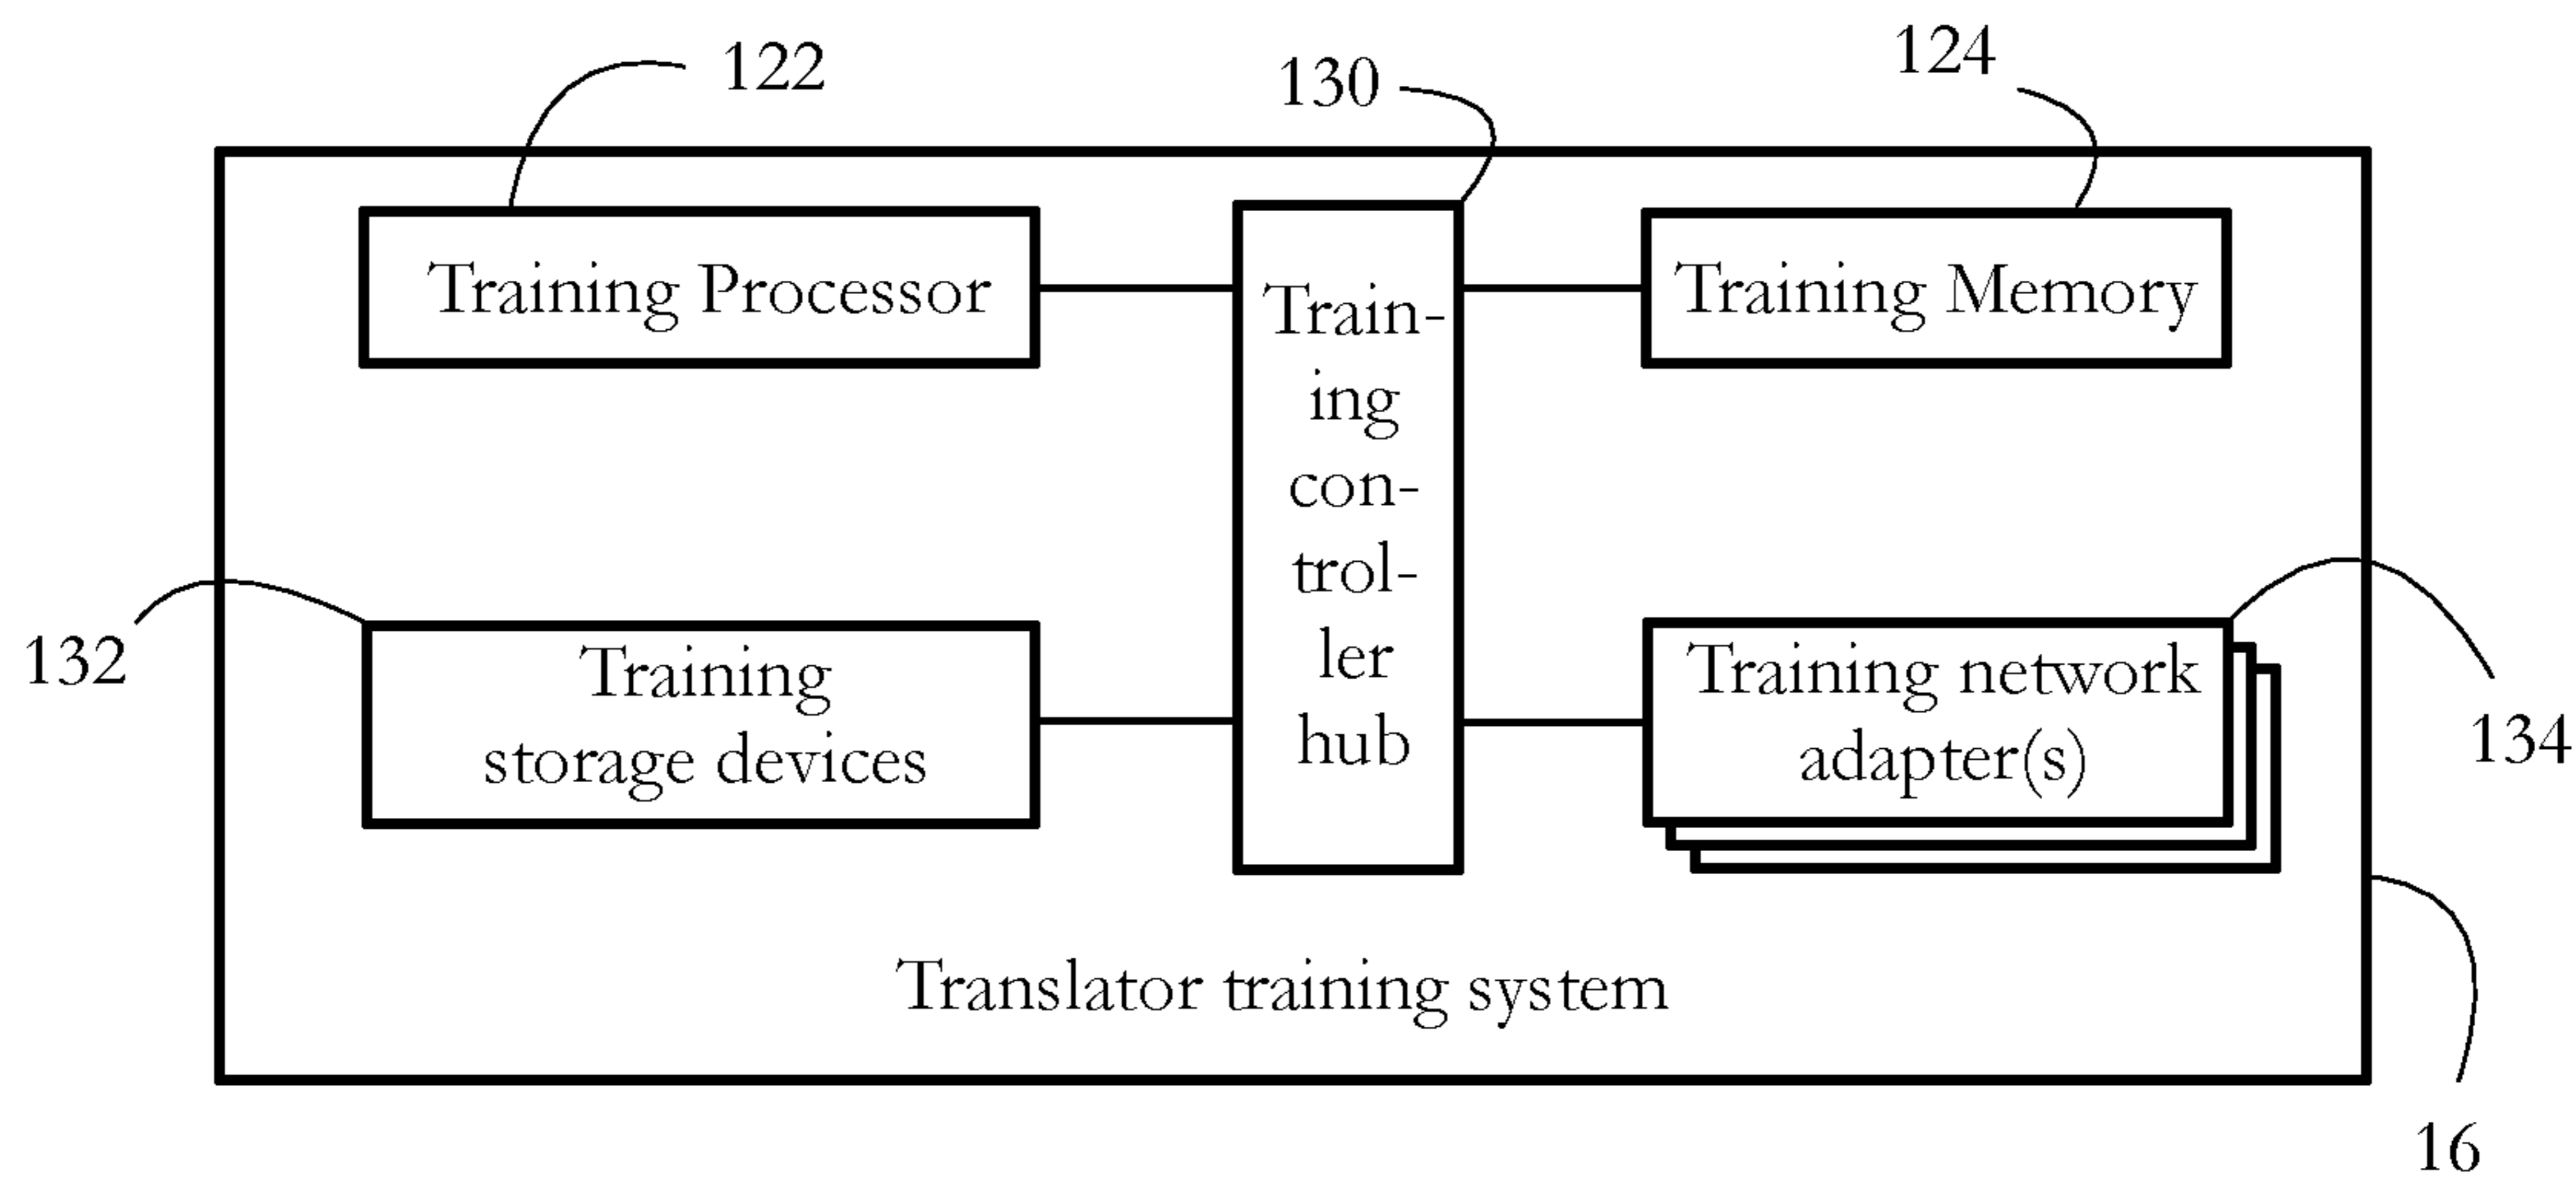 122
130
124
Training Processor
Train-
ing
con-
trol-
ler
hub
Training Memory
132
Training
storage devices
Training network
adapter(s)
134
Translator training system
16